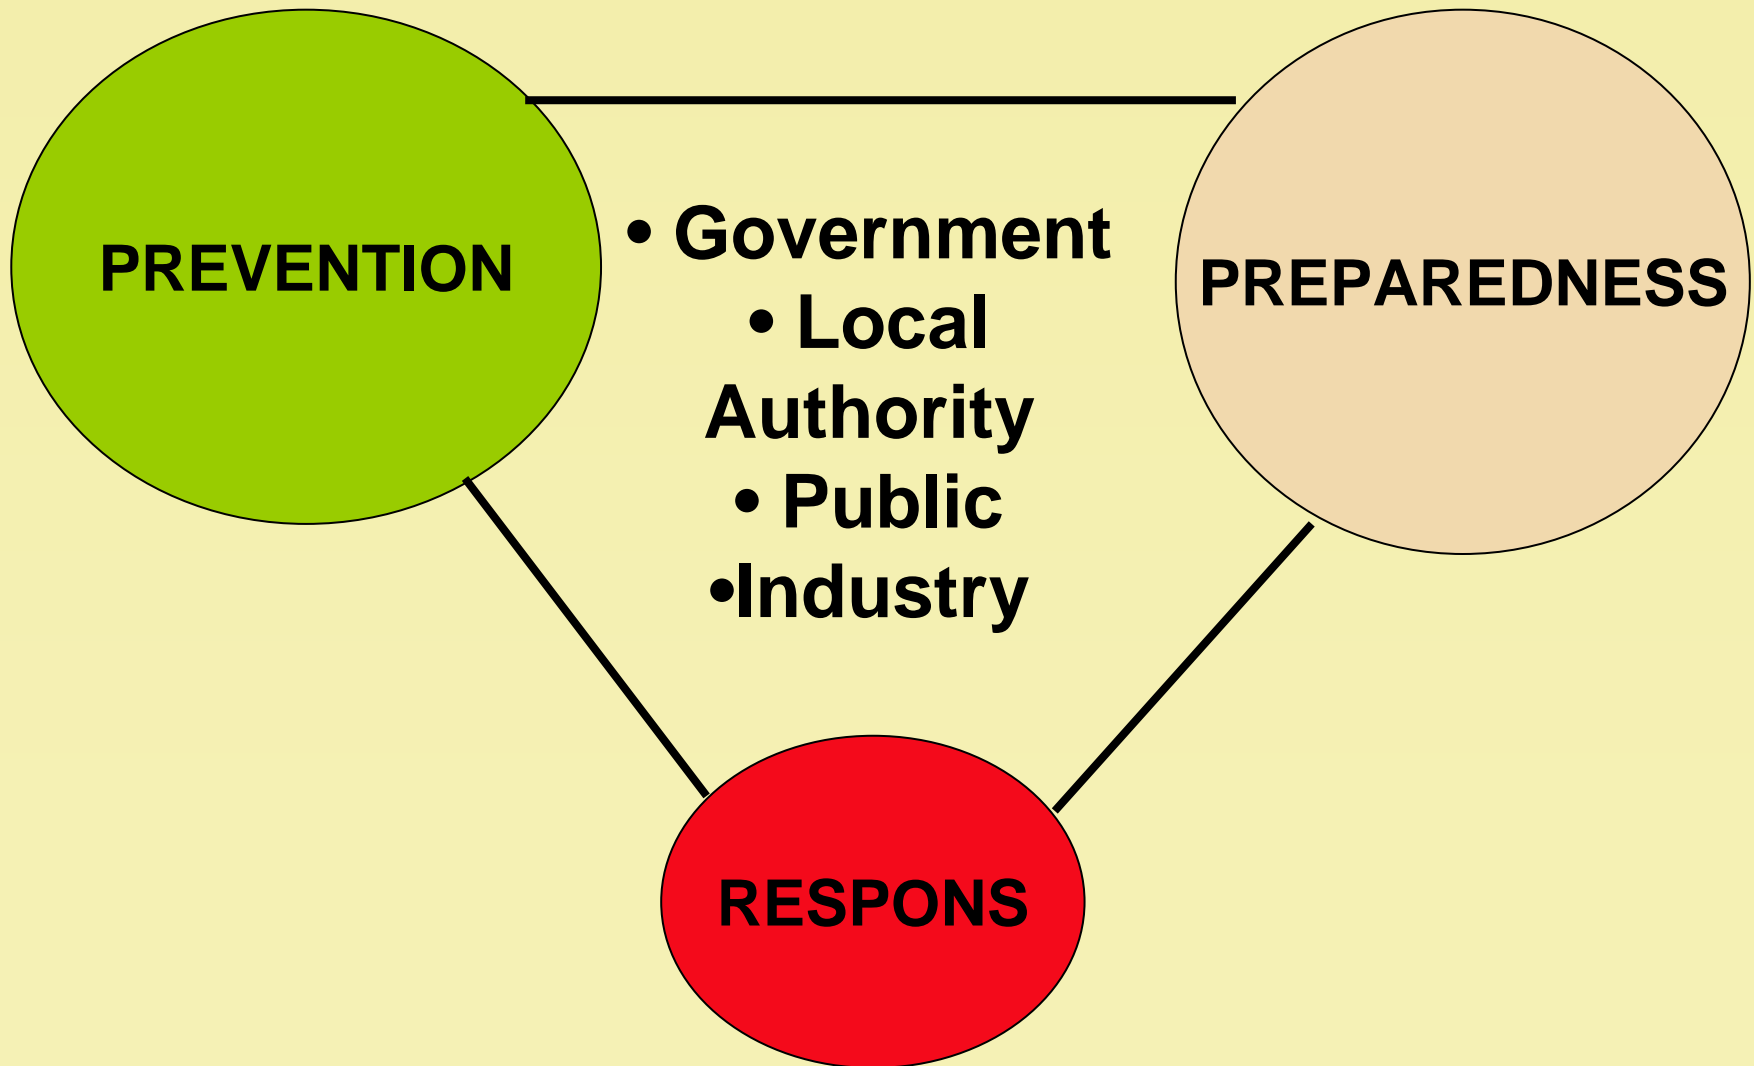 PREVENTION
• Government
• Local
Authority
• Public
•Industry
PREPAREDNESS
RESPONS